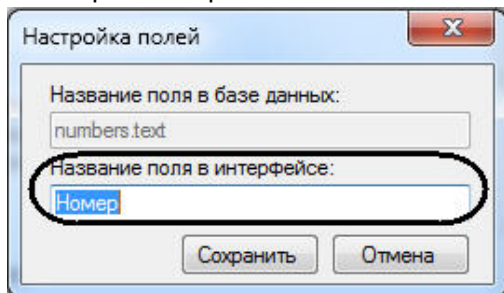 Настройка полей
Название поля в базе данных:
numbers.text
Название поля в интерфейсе:
Номер
Сохранить Отмена